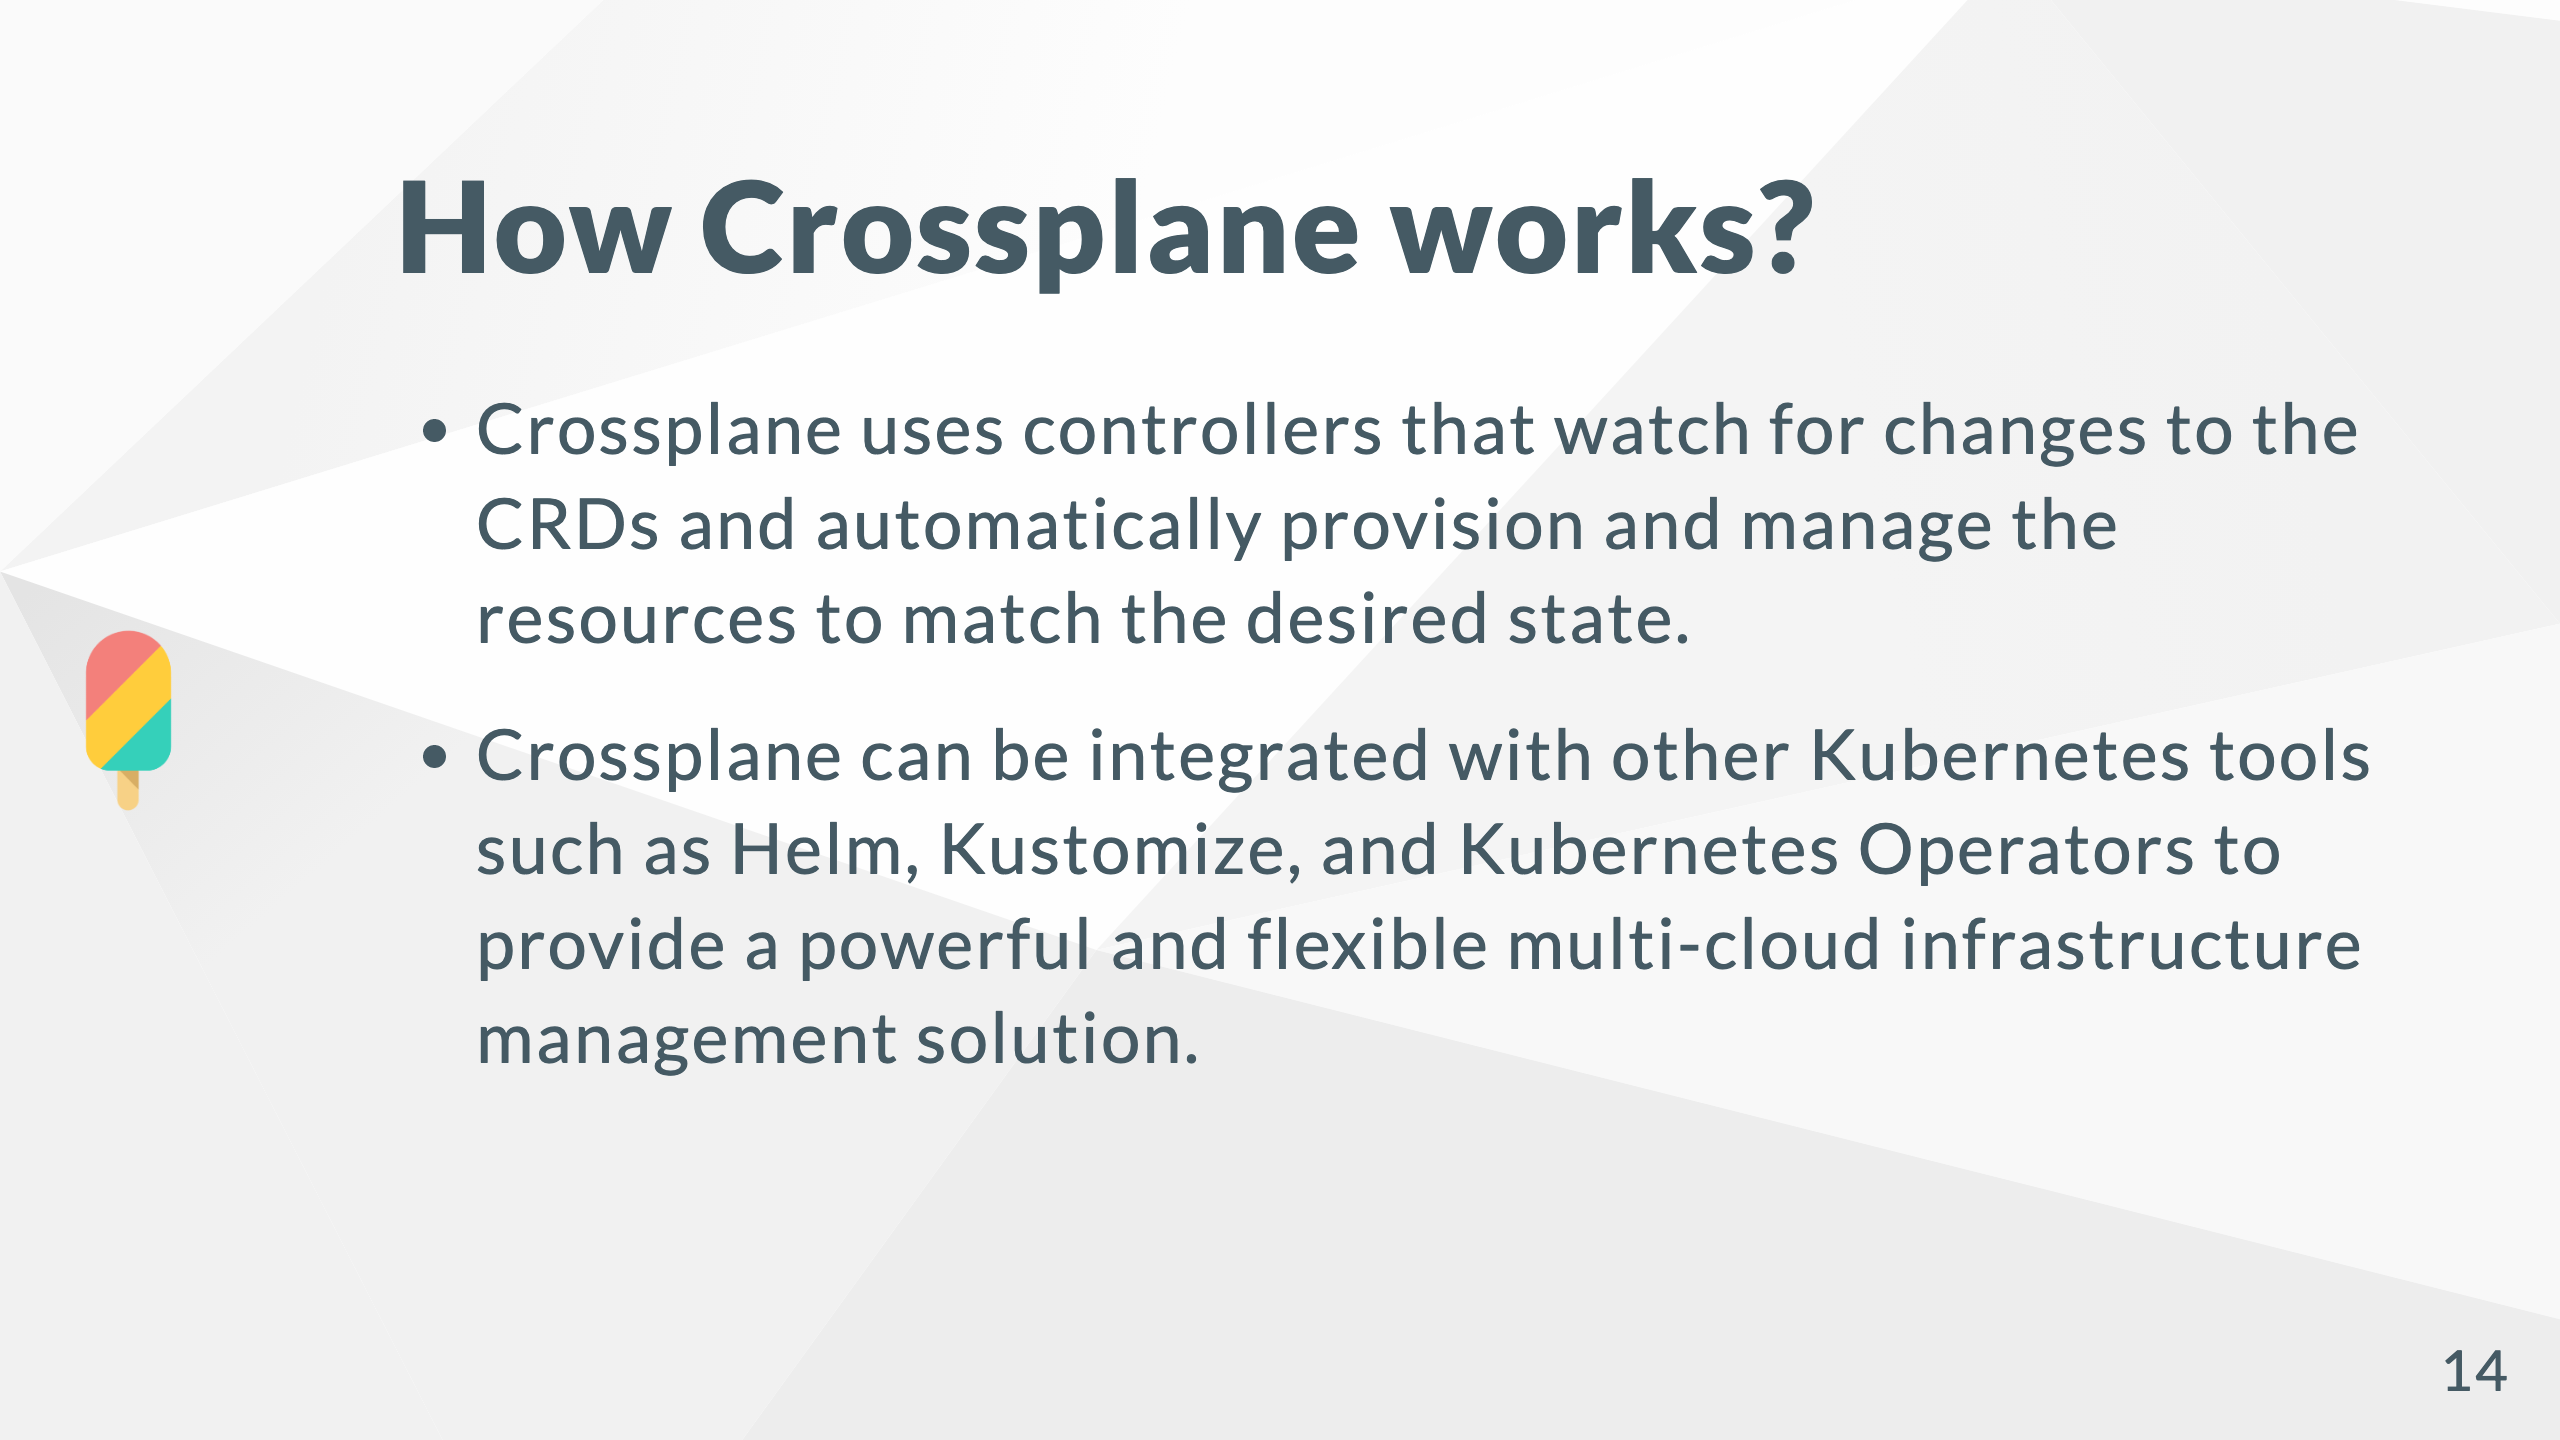 How Crossplane works?
• Crossplane uses controllers that watch for changes to the
CRDs and automatically provision and manage the
resources to match the desired state.
• Crossplane can be integrated with other Kubernetes tools
such as Helm, Kustomize, and Kubernetes Operators to
provide a powerful and flexible multi-cloud infrastructure
management solution.
14